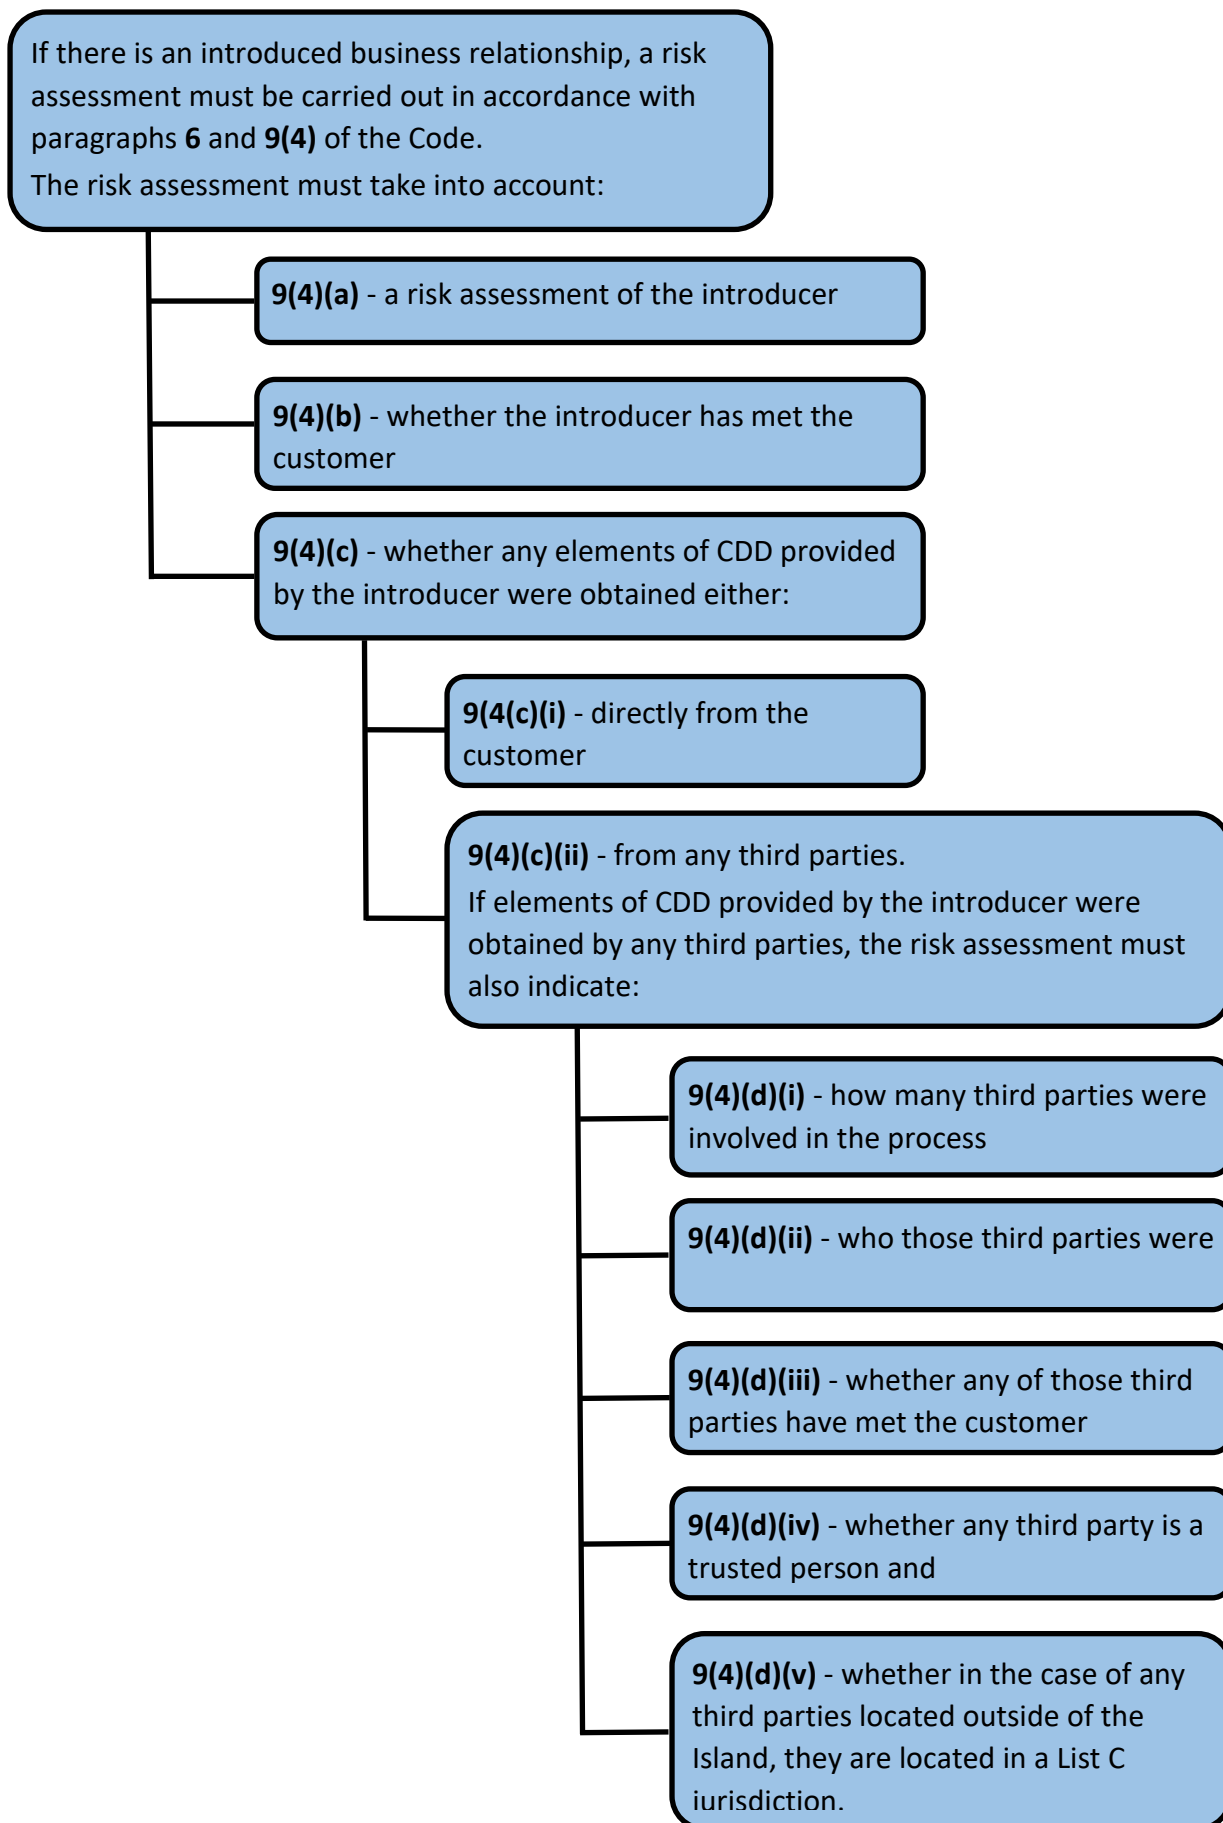 If there is an introduced business relationship, a risk
assessment must be carried out in accordance with
paragraphs 6 and 9(4) of the Code.
The risk assessment must take into account:
9(4)(a) - a risk assessment of the introducer
9(4)(b) - whether the introducer has met the
customer
9(4)(c) - whether any elements of CDD provided
by the introducer were obtained either:
9(4(c)(i) - directly from the
customer
9(4)(c)(ii) - from any third parties.
If elements of CDD provided by the introducer were
obtained by any third parties, the risk assessment must
also indicate:
9(4)(d)(i) - how many third parties were
involved in the process
9(4)(d)(ii) - who those third parties were
9(4)(d)(iii) - whether any of those third
parties have met the customer
9(4)(d)(iv) - whether any third party is a
trusted person and
9(4)(d)(v) - whether in the case of any
third parties located outside of the
Island, they are located in a List C
jurisdiction.